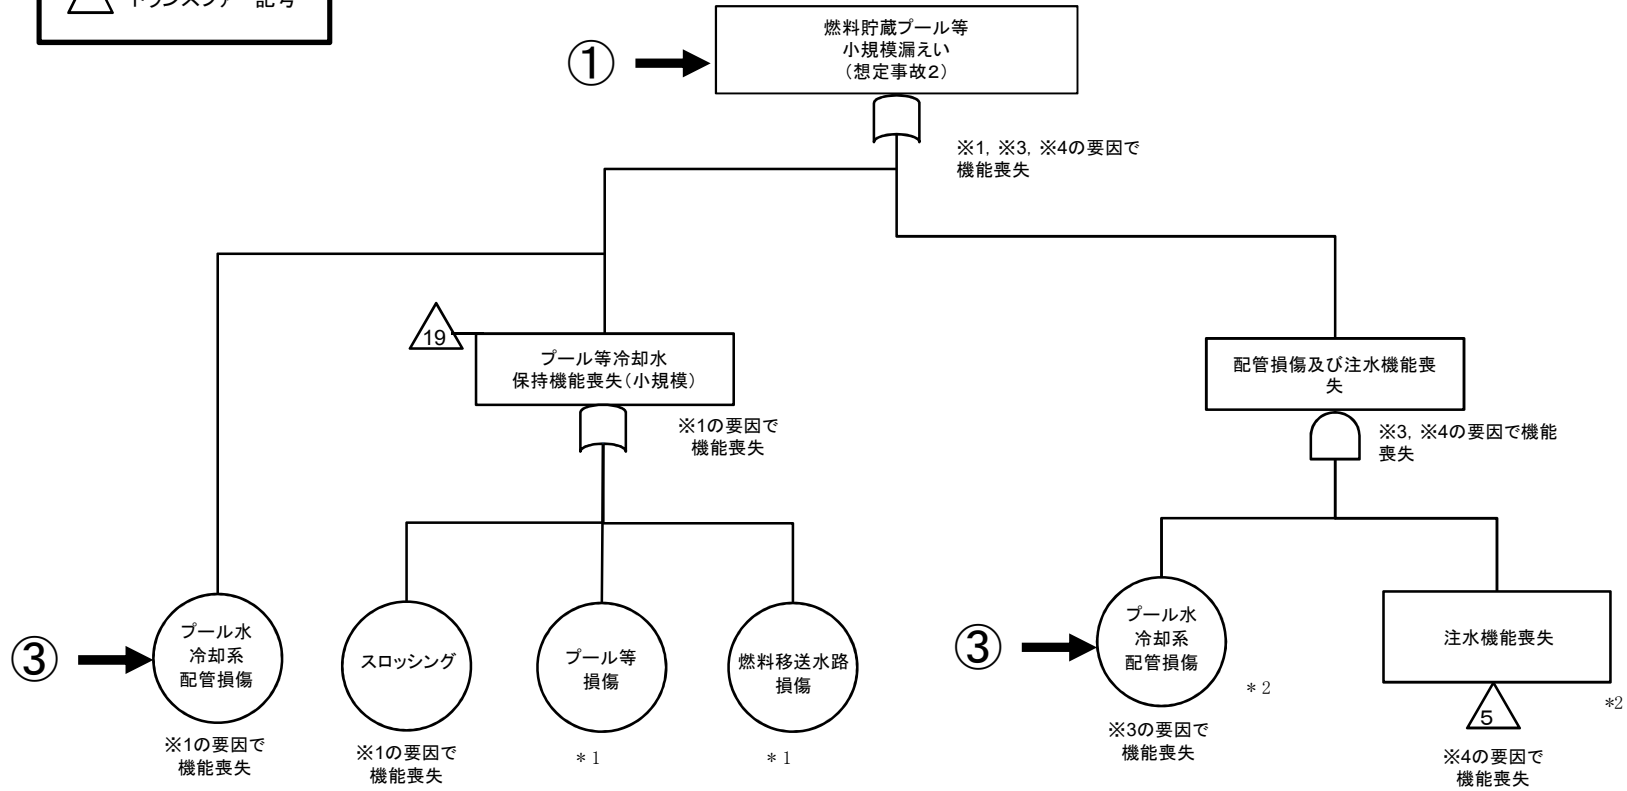 トランスファー記号
①
燃料貯蔵プール等
小規模漏えい
（想定事故２）
※1, ※3, ※4の要因で
機能喪失
19
プール等冷却水
保持機能喪失（小規模）
※1の要因で
機能喪失
配管損傷及び注水機能喪
失
※3, ※4の要因で機能
喪失
③
プール水
冷却系
配管損傷
※1の要因で
機能喪失
スロッシング
※1の要因で
機能喪失
プール等
損傷
＊1
燃料移送水路
損傷
＊1
③
プール水
冷却系
配管損傷
＊2
※3の要因で
機能喪失
注水機能喪失
*2
5
※4の要因で
機能喪失